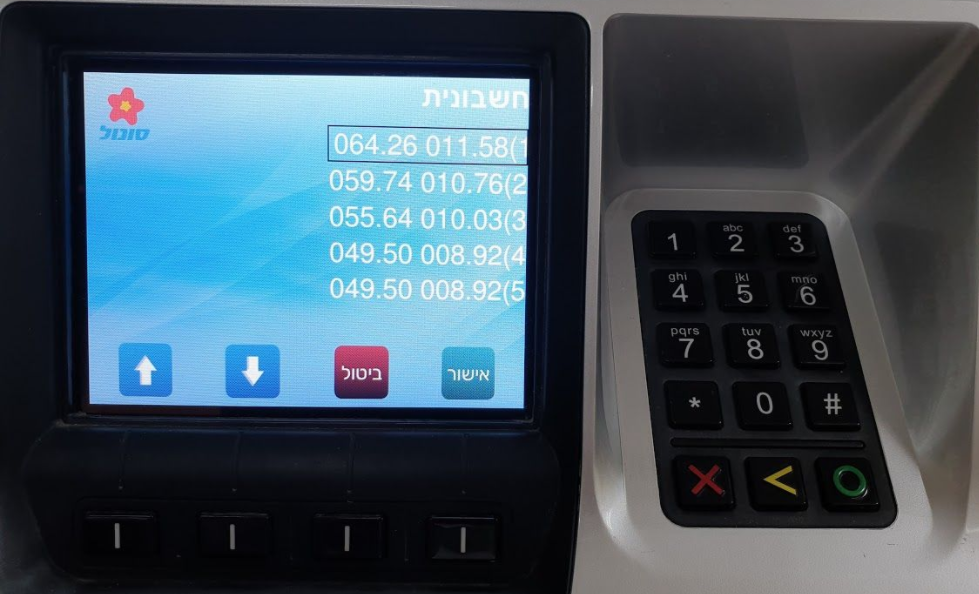 חשבונית
סונול
064.26 011.58(1
059.74 010.76(2
055.64 010.03(3
049.50 008.92(4
049.50 008.92(5
ביטול
אישור
1
abc
2
def
3
ghi
4
jkl
5
mno
6
pqrs
7
tuv
8
wxyz
9
*
0
#